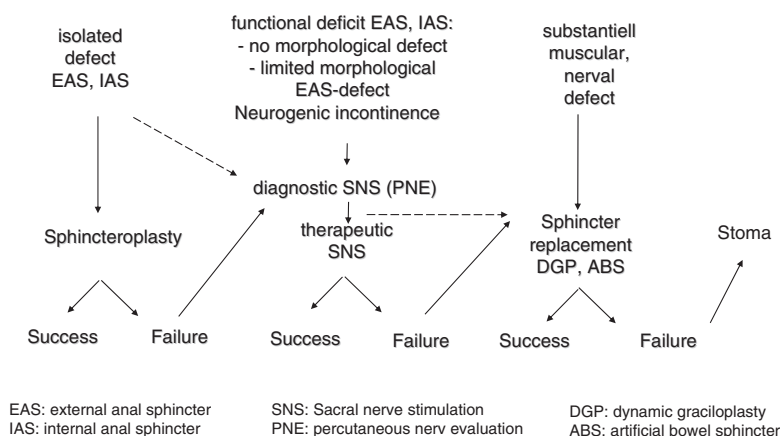 isolated
defect
EAS, IAS
functional deficit EAS, IAS:
- no morphological defect
- limited morphological
EAS-defect
Neurogenic incontinence
substantiell
muscular,
nerval
defect
diagnostic SNS (PNE)
Sphincteroplasty
therapeutic
SNS
Sphincter
replacement
DGP, ABS
Stoma
Success
Failure
Success
Failure
Success
Failure
EAS: external anal sphincter
IAS: internal anal sphincter
SNS: Sacral nerve stimulation
PNE: percutaneous nerv evaluation
DGP: dynamic graciloplasty
ABS: artificial bowel sphincter